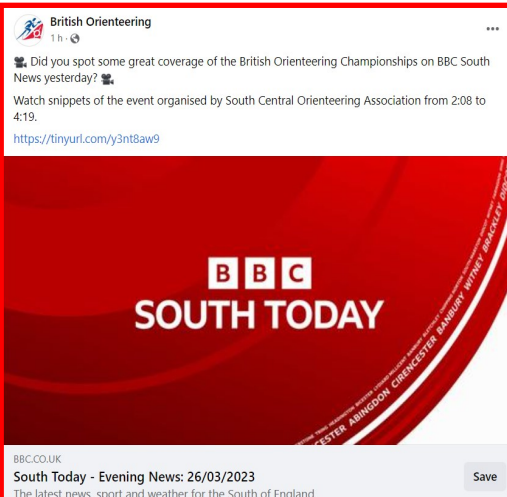 British Orienteering
1 h ·
🎥 Did you spot some great coverage of the British Orienteering Championships on BBC South
News yesterday? 🎥
Watch snippets of the event organised by South Central Orienteering Association from 2:08 to
4:19.
https://tinyurl.com/y3nt8aw9
BBC
SOUTH TODAY
ABINGDON CIRENCESTER BANBURY WITNEY BRACKLEY
BBC.CO.UK
South Today - Evening News: 26/03/2023
Save
The latest news, sport and weather for the South of England